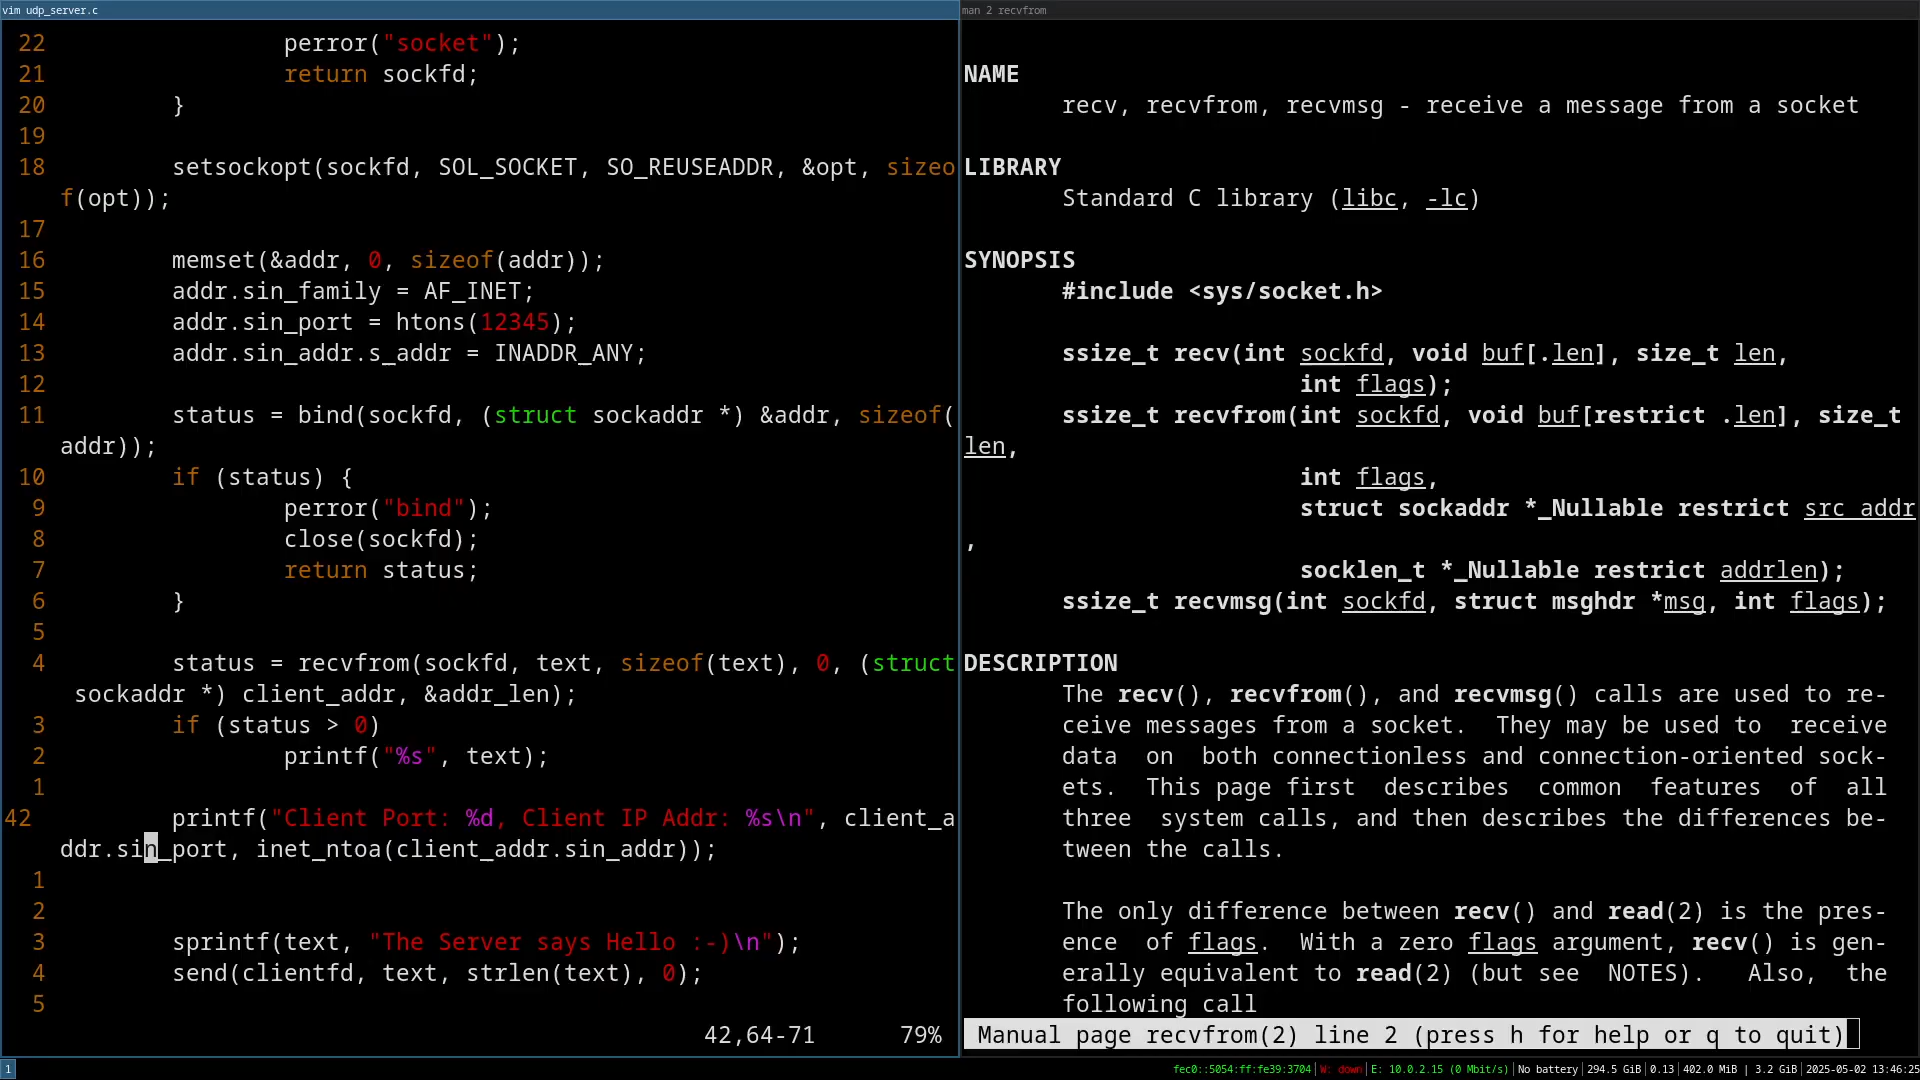 vim udp_server.c
22 perror("socket");
21 return sockfd;
20 }
19
18 setsockopt(sockfd, SOL_SOCKET, SO_REUSEADDR, &opt, sizeo
f(opt));
17
16 memset(&addr, 0, sizeof(addr));
15 addr.sin_family = AF_INET;
14 addr.sin_port = htons(12345);
13 addr.sin_addr.s_addr = INADDR_ANY;
12
11 status = bind(sockfd, (struct sockaddr *) &addr, sizeof(
addr));
10 if (status) {
9 perror("bind");
8 close(sockfd);
7 return status;
6 }
5
4 status = recvfrom(sockfd, text, sizeof(text), 0, (struct
sockaddr *) client_addr, &addr_len);
3 if (status > 0)
2 printf("%s", text);
1
42 printf("Client Port: %d, Client IP Addr: %s\n", client_a
ddr.sin_port, inet_ntoa(client_addr.sin_addr));
1
2
3 sprintf(text, "The Server says Hello :-)\n");
4 send(clientfd, text, strlen(text), 0);
5
42,64-71 79%
man 2 recvfrom
NAME
recv, recvfrom, recvmsg - receive a message from a socket
LIBRARY
Standard C library (libc, -lc)
SYNOPSIS
#include <sys/socket.h>
ssize_t recv(int sockfd, void buf[.len], size_t len,
int flags);
ssize_t recvfrom(int sockfd, void buf[restrict .len], size_t
len,
int flags,
struct sockaddr *_Nullable restrict src_addr
,
socklen_t *_Nullable restrict addrlen);
ssize_t recvmsg(int sockfd, struct msghdr *msg, int flags);
DESCRIPTION
The recv(), recvfrom(), and recvmsg() calls are used to re-
ceive messages from a socket. They may be used to receive
data on both connectionless and connection-oriented sock-
ets. This page first describes common features of all
three system calls, and then describes the differences be-
tween the calls.
The only difference between recv() and read(2) is the pres-
ence of flags. With a zero flags argument, recv() is gen-
erally equivalent to read(2) (but see NOTES). Also, the
following call
Manual page recvfrom(2) line 2 (press h for help or q to quit)
1
fec0::5054:ff:fe39:3704 | W: down | E: 10.0.2.15 (0 Mbit/s) | No battery | 294.5 GiB | 0.13 | 402.0 MiB | 3.2 GiB | 2025-05-02 13:46:25